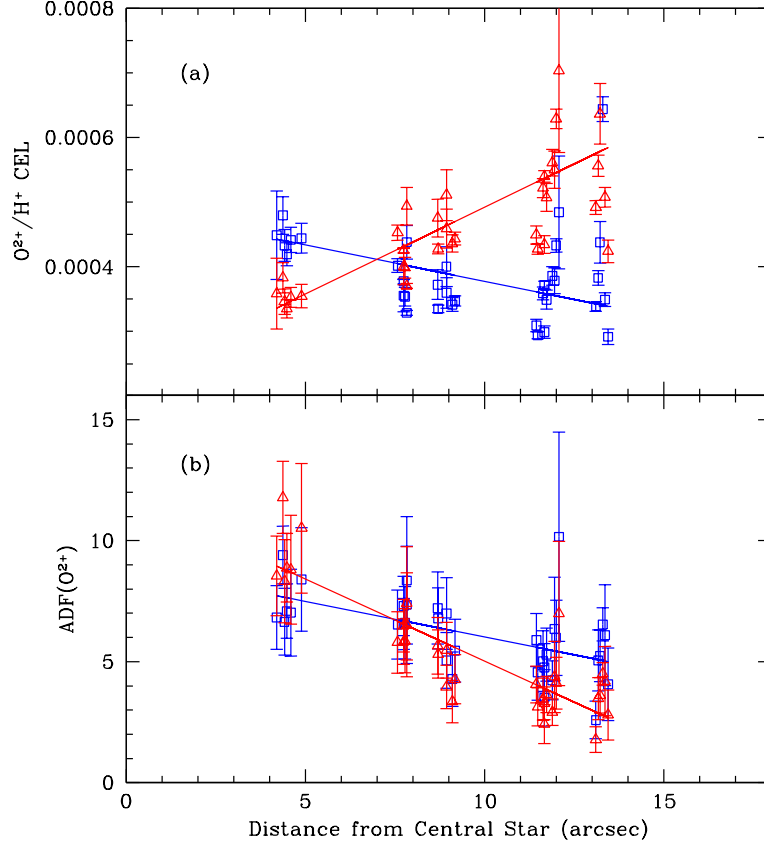 0.0008
(a)
0.0006
O²⁺/H⁺ CEL
0.0004
15
(b)
10
ADF(O²⁺)
5
0
0 5 10 15
Distance from Central Star (arcsec)